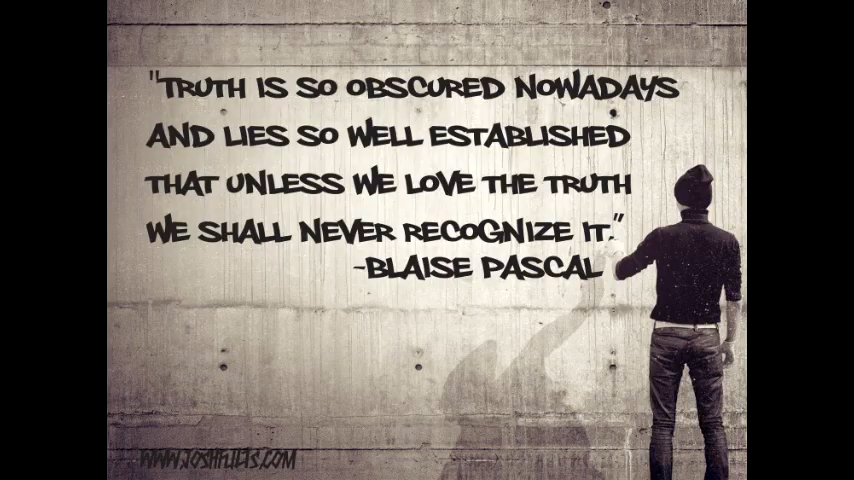 "TRUTH IS SO OBSCURED NOWADAYS
AND LIES SO WELL ESTABLISHED
THAT UNLESS WE LOVE THE TRUTH
WE SHALL NEVER RECOGNIZE IT."
-BLAISE PASCAL
WWW.JOSHFULTS.COM